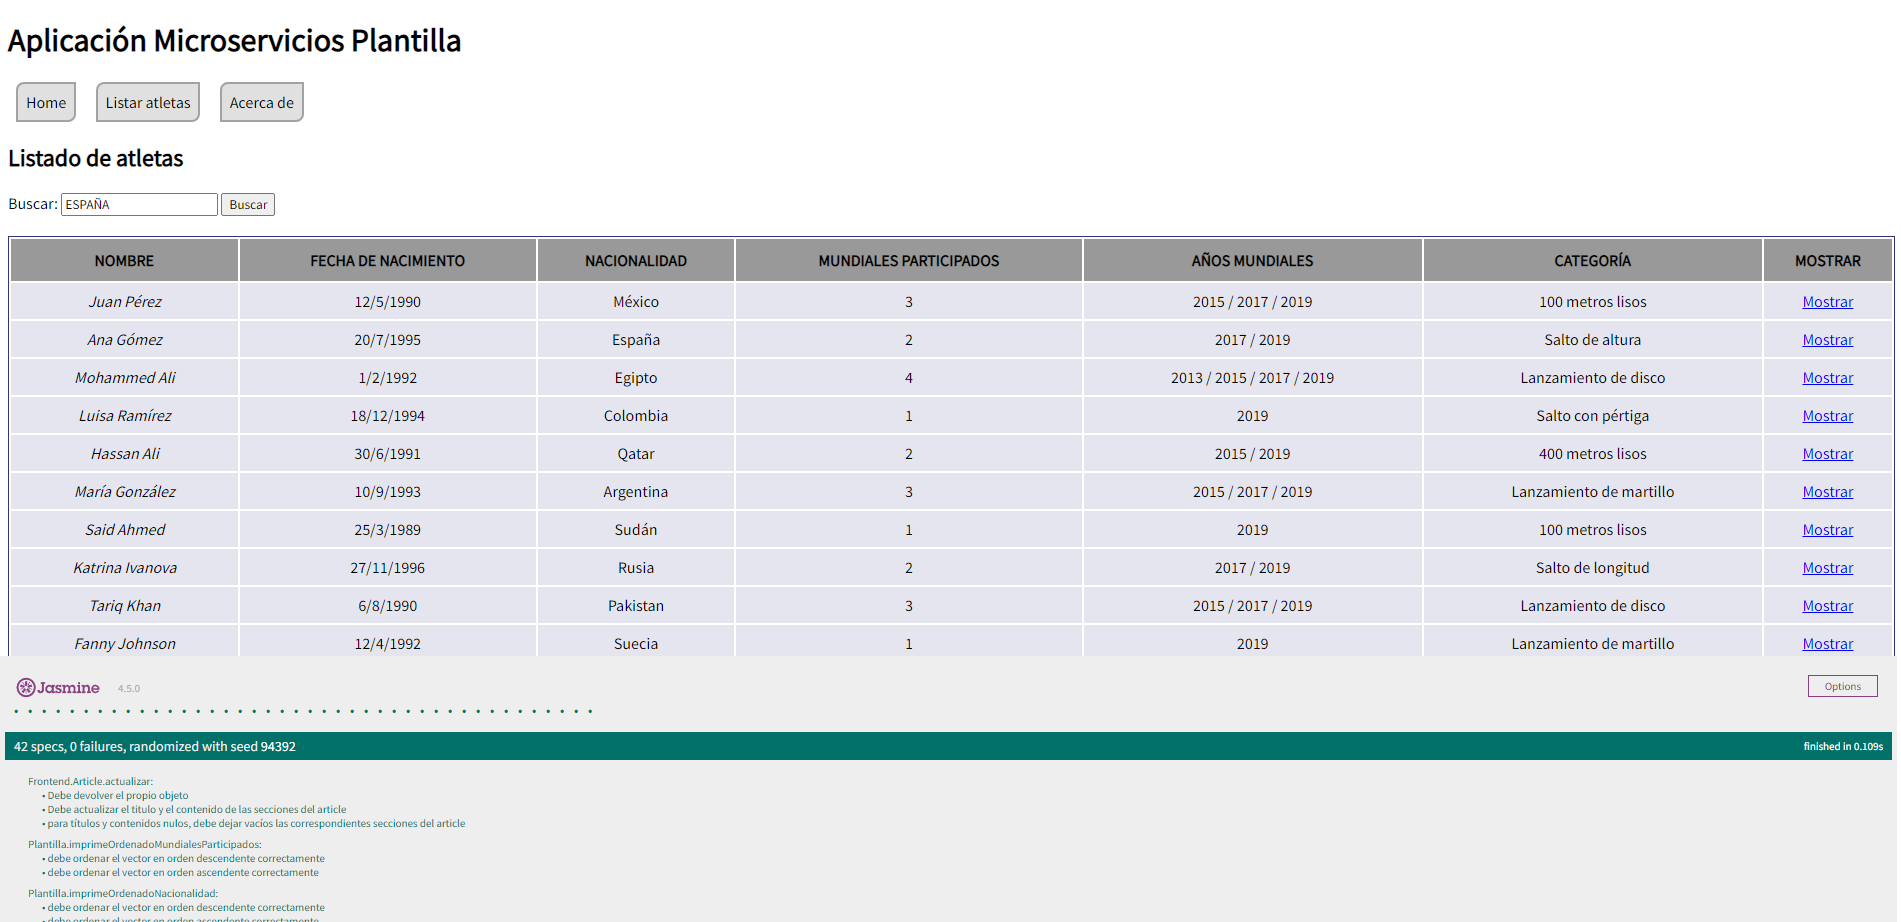 Aplicación Microservicios Plantilla
Home Listar atletas Acerca de
Listado de atletas
Buscar: ESPAÑA Buscar
NOMBRE FECHA DE NACIMIENTO NACIONALIDAD MUNDIALES PARTICIPADOS AÑOS MUNDIALES CATEGORÍA MOSTRAR
Juan Pérez 12/5/1990 México 3 2015 / 2017 / 2019 100 metros lisos Mostrar
Ana Gómez 20/7/1995 España 2 2017 / 2019 Salto de altura Mostrar
Mohammed Ali 1/2/1992 Egipto 4 2013 / 2015 / 2017 / 2019 Lanzamiento de disco Mostrar
Luisa Ramírez 18/12/1994 Colombia 1 2019 Salto con pértiga Mostrar
Hassan Ali 30/6/1991 Qatar 2 2015 / 2019 400 metros lisos Mostrar
María González 10/9/1993 Argentina 3 2015 / 2017 / 2019 Lanzamiento de martillo Mostrar
Said Ahmed 25/3/1989 Sudán 1 2019 100 metros lisos Mostrar
Katrina Ivanova 27/11/1996 Rusia 2 2017 / 2019 Salto de longitud Mostrar
Tariq Khan 6/8/1990 Pakistan 3 2015 / 2017 / 2019 Lanzamiento de disco Mostrar
Fanny Johnson 12/4/1992 Suecia 1 2019 Lanzamiento de martillo Mostrar
Jasmine 4.5.0 Options
42 specs, 0 failures, randomized with seed 94392 finished in 0.109s
Frontend.Article.actualizar:
• Debe devolver el propio objeto
• Debe actualizar el titulo y el contenido de las secciones del article
• para títulos y contenidos nulos, debe dejar vacíos las correspondientes secciones del article
Plantilla.imprimeOrdenadoMundialesParticipados:
• debe ordenar el vector en orden descendente correctamente
• debe ordenar el vector en orden ascendente correctamente
Plantilla.imprimeOrdenadoNacionalidad:
• debe ordenar el vector en orden descendente correctamente
• debe ordenar el vector en orden ascendente correctamente